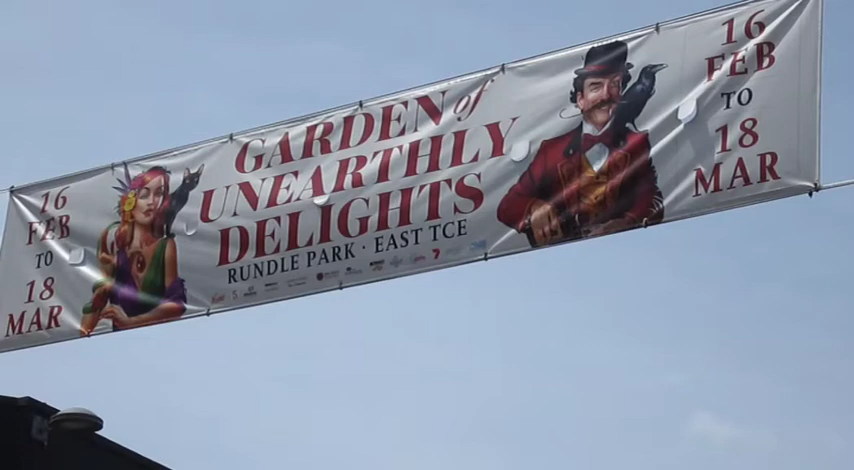 16
FEB
TO
18
MAR
GARDEN of
UNEARTHLY
DELIGHTS
RUNDLE PARK · EAST TCE
16
FEB
TO
18
MAR